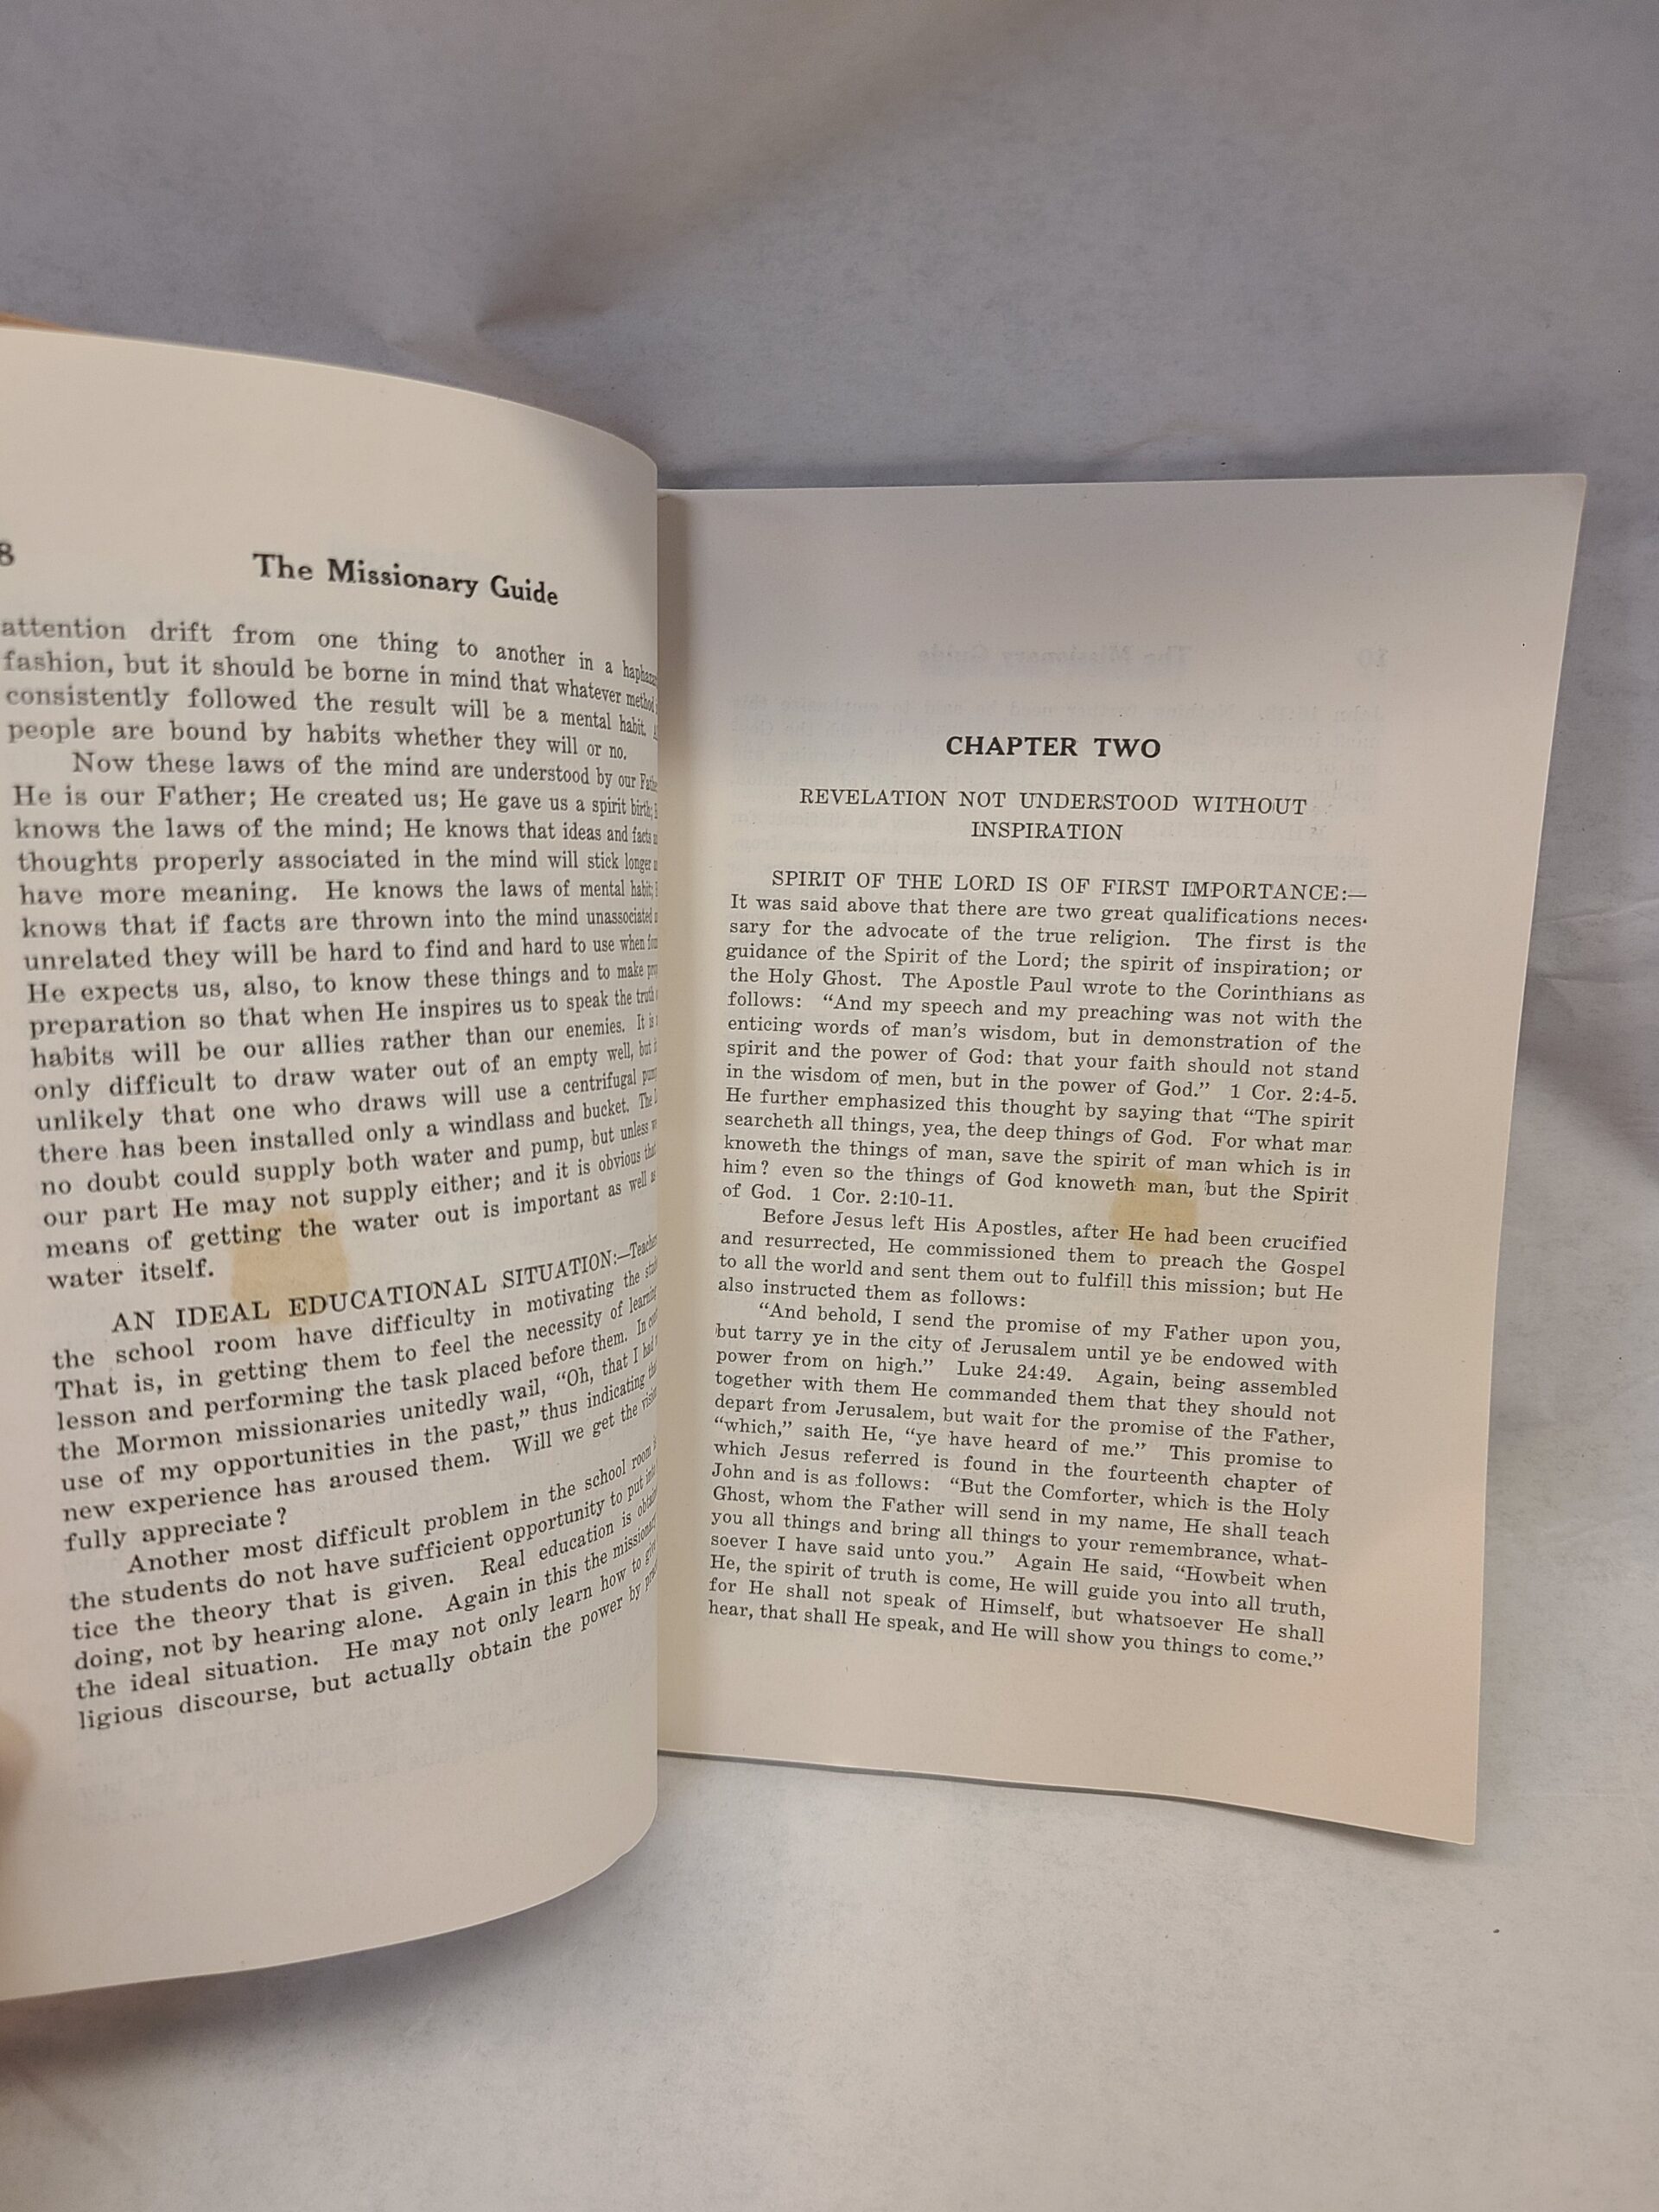 8
The Missionary Guide
attention drift from one thing to another in a
fashion, but it should be borne in mind that whatever method
consistently followed the result will be a mental habit.
people are bound by habits whether they will or no.
Now these laws of the mind are understood by our
He is our Father; He created us; He gave us a spirit birth;
knows the laws of the mind; He knows that ideas and facts
thoughts properly associated in the mind will stick longer
have more meaning. He knows the laws of mental habit;
knows that if facts are thrown into the mind unassociated
unrelated they will be hard to find and hard to use when
He expects us, also, to know these things and to make
preparation so that when He inspires us to speak the truth
habits will be our allies rather than our enemies. It is
only difficult to draw water out of an empty well, but
unlikely that one who draws will use a centrifugal
there has been installed only a windlass and bucket. The
no doubt could supply both water and pump, but unless
our part He may not supply either; and it is obvious
means of getting the water out is important as well
water itself.
AN IDEAL EDUCATIONAL SITUATION:—
the school room have difficulty in motivating the
That is, in getting them to feel the necessity of learning
lesson and performing the task placed before them. In
the Mormon missionaries unitedly wail, "Oh, that I had
use of my opportunities in the past," thus indicating
new experience has aroused them. Will we get the
fully appreciate?
Another most difficult problem in the school room
the students do not have sufficient opportunity to put
tice the theory that is given. Real education is
doing, not by hearing alone. Again in this the
the ideal situation. He may not only learn how to
ligious discourse, but actually obtain the power by
CHAPTER TWO
REVELATION NOT UNDERSTOOD WITHOUT
INSPIRATION
SPIRIT OF THE LORD IS OF FIRST IMPORTANCE:—
It was said above that there are two great qualifications neces-
sary for the advocate of the true religion. The first is the
guidance of the Spirit of the Lord; the spirit of inspiration; or
the Holy Ghost. The Apostle Paul wrote to the Corinthians as
follows: "And my speech and my preaching was not with the
enticing words of man's wisdom, but in demonstration of the
spirit and the power of God: that your faith should not stand
in the wisdom of men, but in the power of God." 1 Cor. 2:4-5.
He further emphasized this thought by saying that "The spirit
searcheth all things, yea, the deep things of God. For what man
knoweth the things of man, save the spirit of man which is in
him? even so the things of God knoweth man, but the Spirit
of God. 1 Cor. 2:10-11.
Before Jesus left His Apostles, after He had been crucified
and resurrected, He commissioned them to preach the Gospel
to all the world and sent them out to fulfill this mission; but He
also instructed them as follows:
"And behold, I send the promise of my Father upon you,
but tarry ye in the city of Jerusalem until ye be endowed with
power from on high." Luke 24:49. Again, being assembled
together with them He commanded them that they should not
depart from Jerusalem, but wait for the promise of the Father,
"which," saith He, "ye have heard of me." This promise to
which Jesus referred is found in the fourteenth chapter of
John and is as follows: "But the Comforter, which is the Holy
Ghost, whom the Father will send in my name, He shall teach
you all things and bring all things to your remembrance, what-
soever I have said unto you." Again He said, "Howbeit when
He, the spirit of truth is come, He will guide you into all truth,
for He shall not speak of Himself, but whatsoever He shall
hear, that shall He speak, and He will show you things to come."